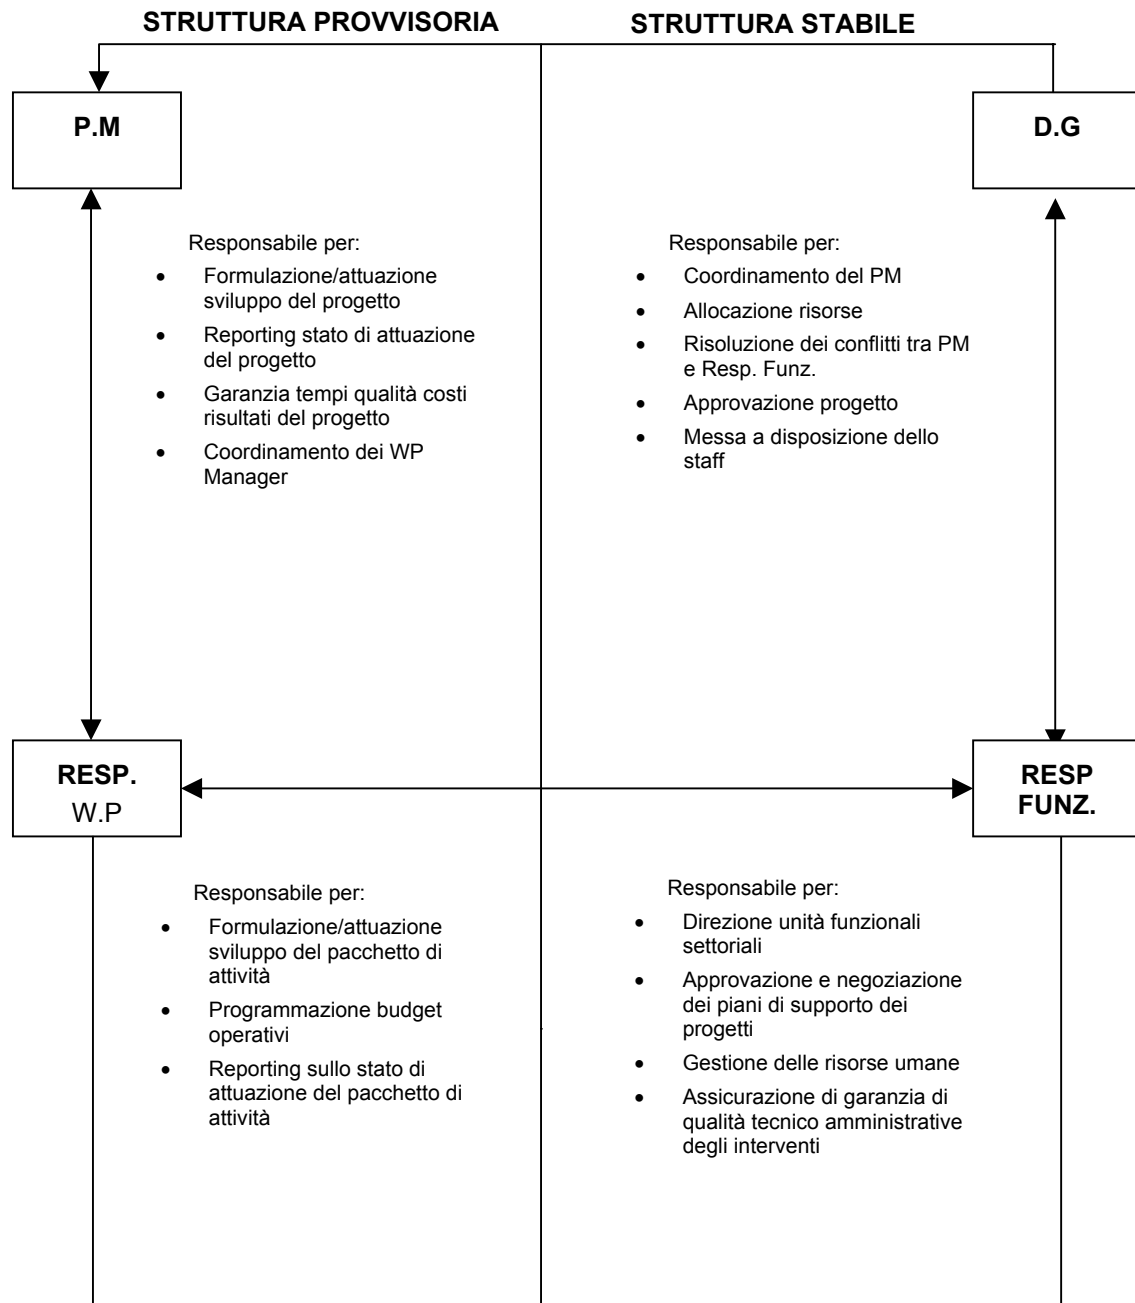 STRUTTURA PROVVISORIA
STRUTTURA STABILE
P.M
D.G
Responsabile per:
• Formulazione/attuazione
sviluppo del progetto
• Reporting stato di attuazione
del progetto
• Garanzia tempi qualità costi
risultati del progetto
• Coordinamento dei WP
Manager
Responsabile per:
• Coordinamento del PM
• Allocazione risorse
• Risoluzione dei conflitti tra PM
e Resp. Funz.
• Approvazione progetto
• Messa a disposizione dello
staff
RESP.
W.P
RESP
FUNZ.
Responsabile per:
• Formulazione/attuazione
sviluppo del pacchetto di
attività
• Programmazione budget
operativi
• Reporting sullo stato di
attuazione del pacchetto di
attività
Responsabile per:
• Direzione unità funzionali
settoriali
• Approvazione e negoziazione
dei piani di supporto dei
progetti
• Gestione delle risorse umane
• Assicurazione di garanzia di
qualità tecnico amministrative
degli interventi